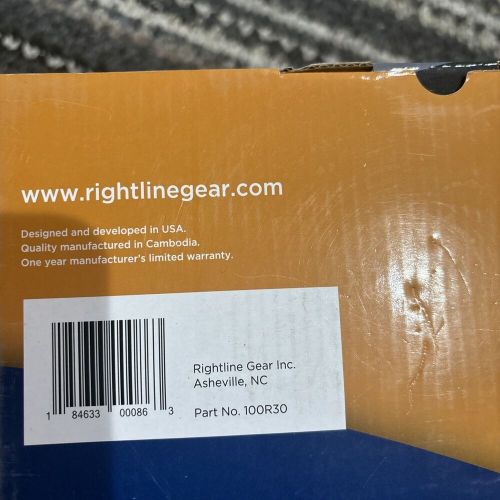 www.rightlinegear.com
Designed and developed in USA.
Quality manufactured in Cambodia.
One year manufacturer's limited warranty.
Rightline Gear Inc.
Asheville, NC
Part No. 100R30
1 84633 00086 3